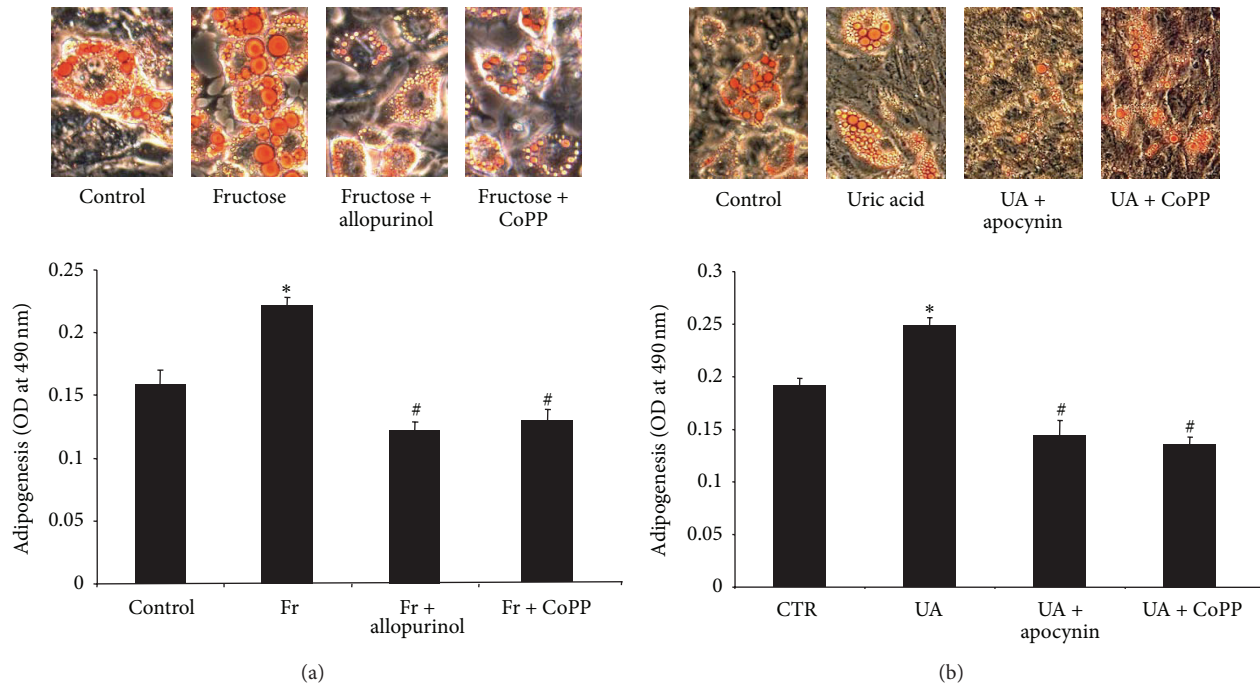 Control
Fructose
Fructose +
allopurinol
Fructose +
CoPP
Adipogenesis (OD at 490 nm)
0.25
0.2
0.15
0.1
0.05
0
*
#
#
Control
Fr
Fr +
allopurinol
Fr + CoPP
(a)
Control
Uric acid
UA +
apocynin
UA + CoPP
Adipogenesis (OD at 490 nm)
0.3
0.25
0.2
0.15
0.1
0.05
0
*
#
#
CTR
UA
UA +
apocynin
UA + CoPP
(b)